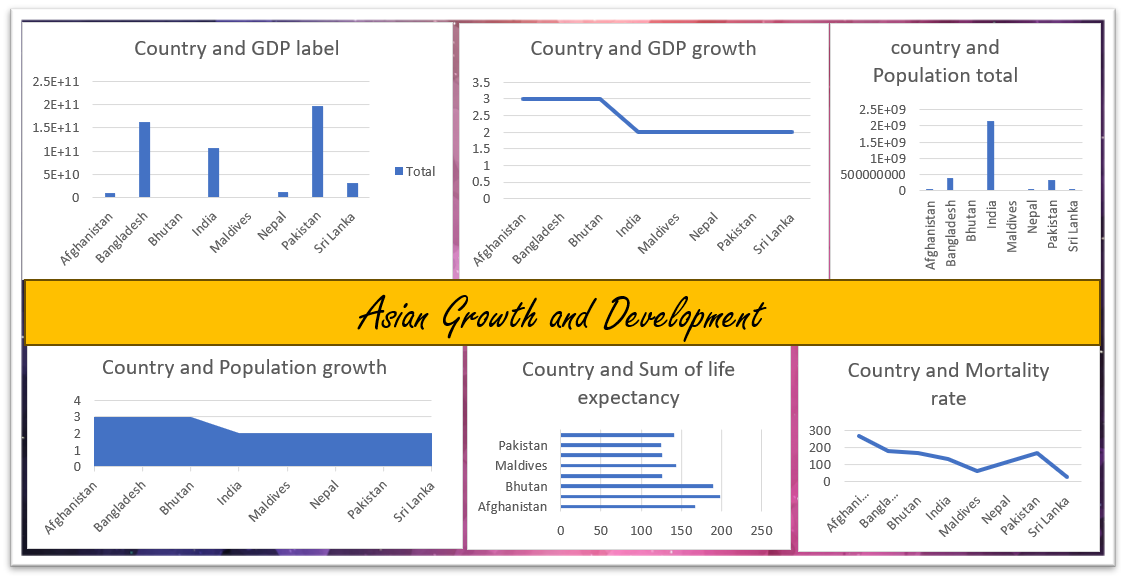 Country and GDP label
2.5E+11
2E+11
1.5E+11
1E+11
5E+10
0
Afghanistan
Bangladesh
Bhutan
India
Maldives
Nepal
Pakistan
Sri Lanka
Total
Country and GDP growth
3.5
3
2.5
2
1.5
1
0.5
0
Afghanistan
Bangladesh
Bhutan
India
Maldives
Nepal
Pakistan
Sri Lanka
country and
Population total
2.5E+09
2E+09
1.5E+09
1E+09
500000000
0
Afghanistan
Bangladesh
Bhutan
India
Maldives
Nepal
Pakistan
Sri Lanka
Asian Growth and Development
Country and Population growth
4
3
2
1
0
Afghanistan
Bangladesh
Bhutan
India
Maldives
Nepal
Pakistan
Sri Lanka
Country and Sum of life
expectancy
Pakistan
Maldives
Bhutan
Afghanistan
0 50 100 150 200 250
Country and Mortality
rate
300
200
100
0
Afghani...
Bangla...
Bhutan
India
Maldives
Nepal
Pakistan
Sri Lanka